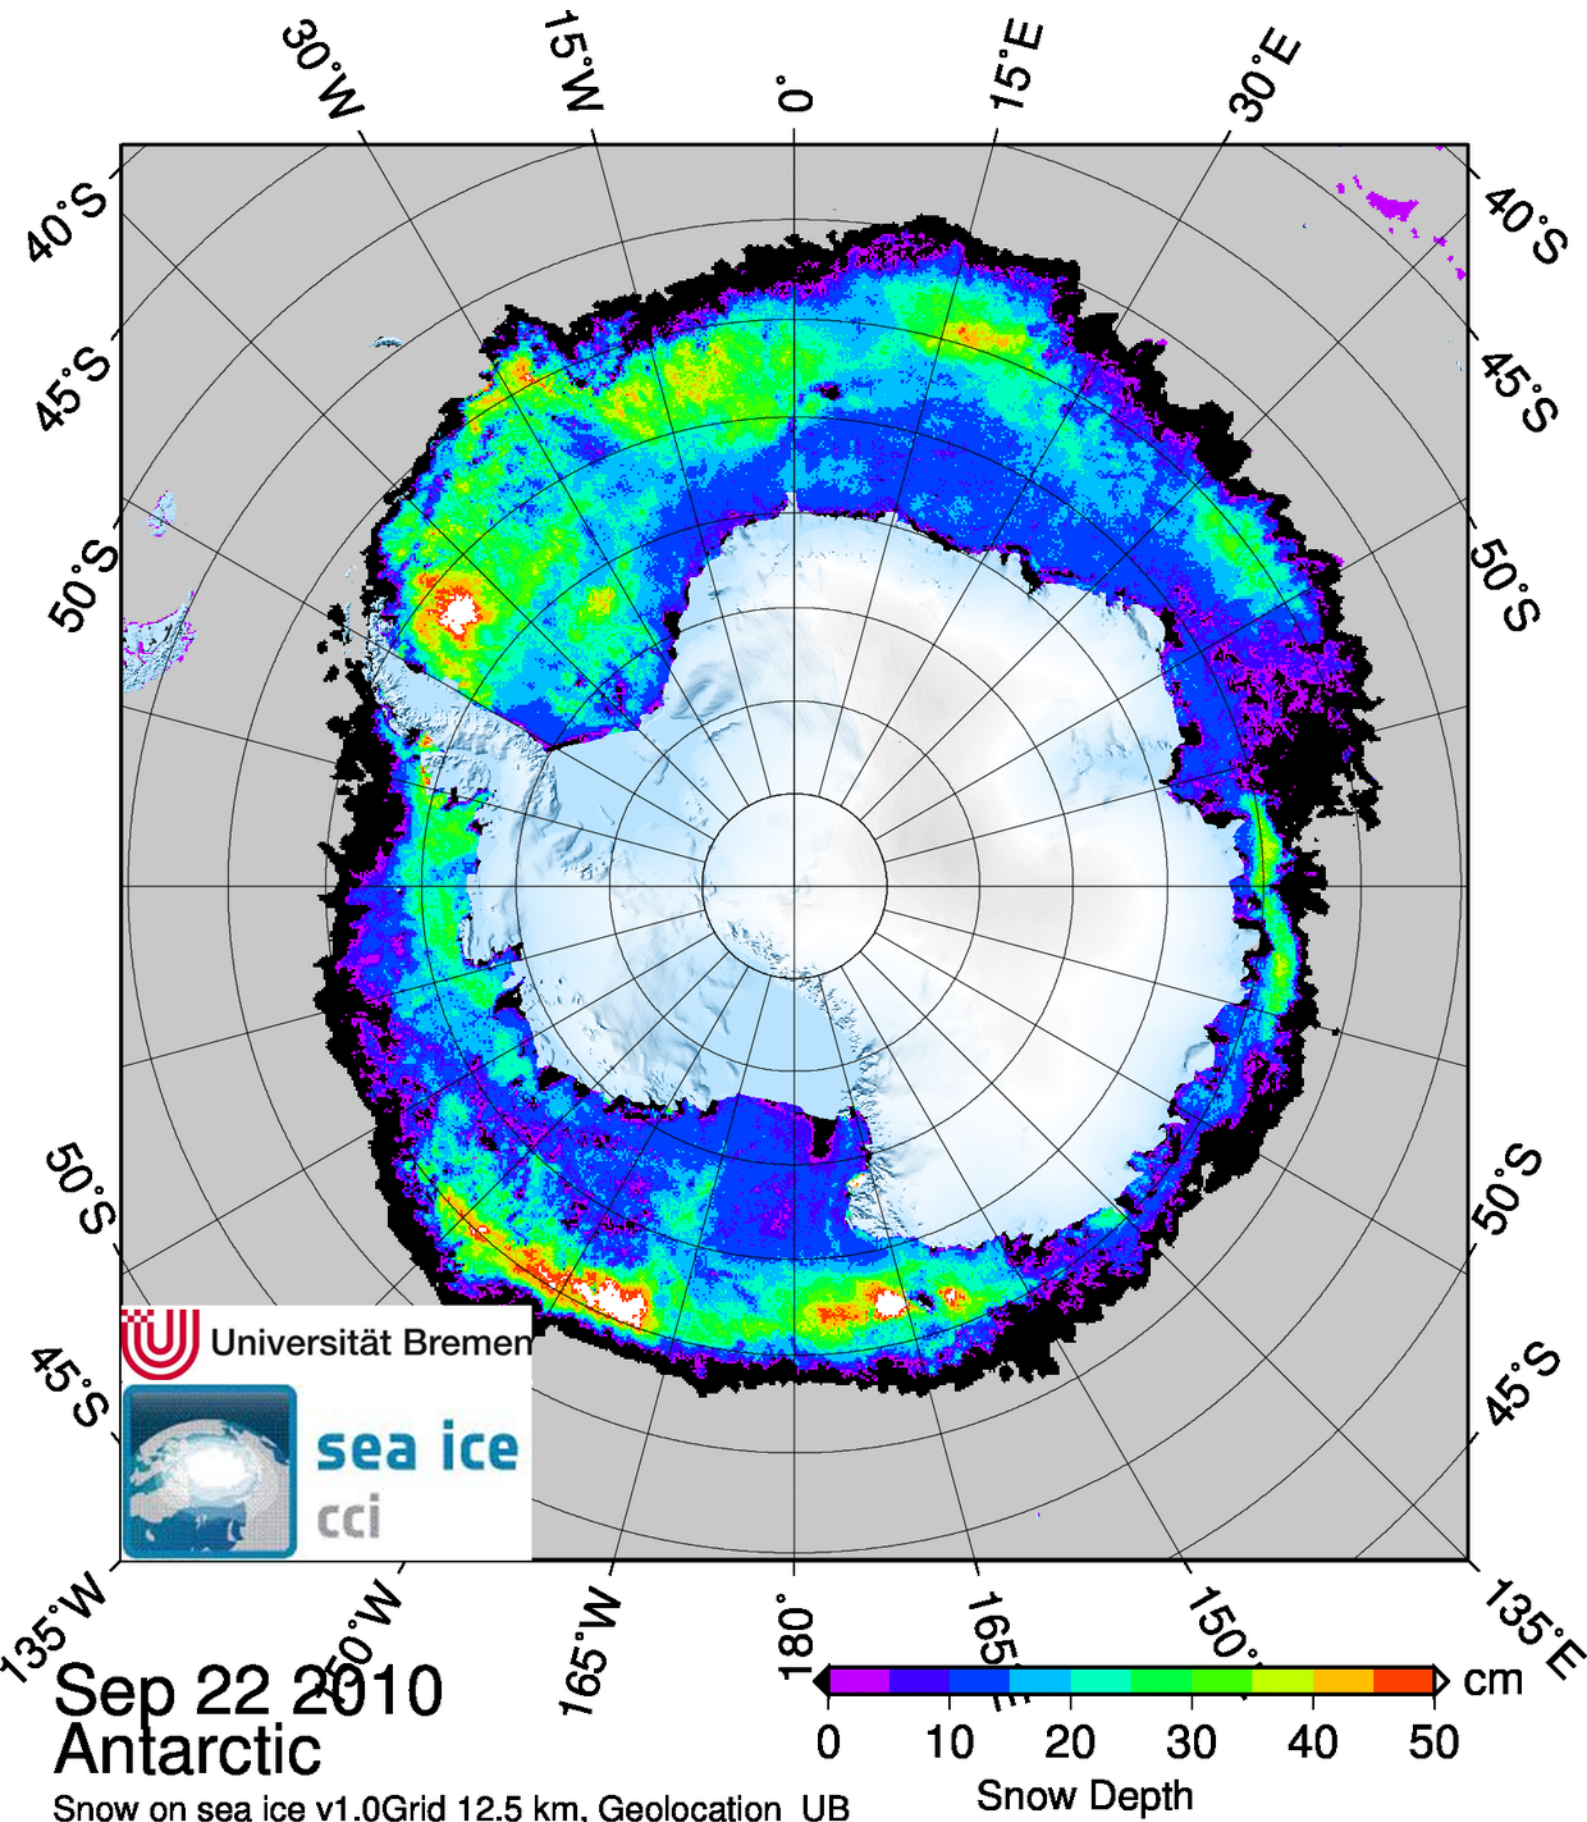 30°W 15°W 0° 15°E 30°E
40°S 40°S
45°S 45°S
50°S 50°S
50°S 50°S
45°S 45°S
Universität Bremen
sea ice
cci
135°W 165°W 180° 135°E
Sep 22 2010
Antarctic
Snow on sea ice v1.0Grid 12.5 km, Geolocation UB
cm
0 10 20 30 40 50
Snow Depth